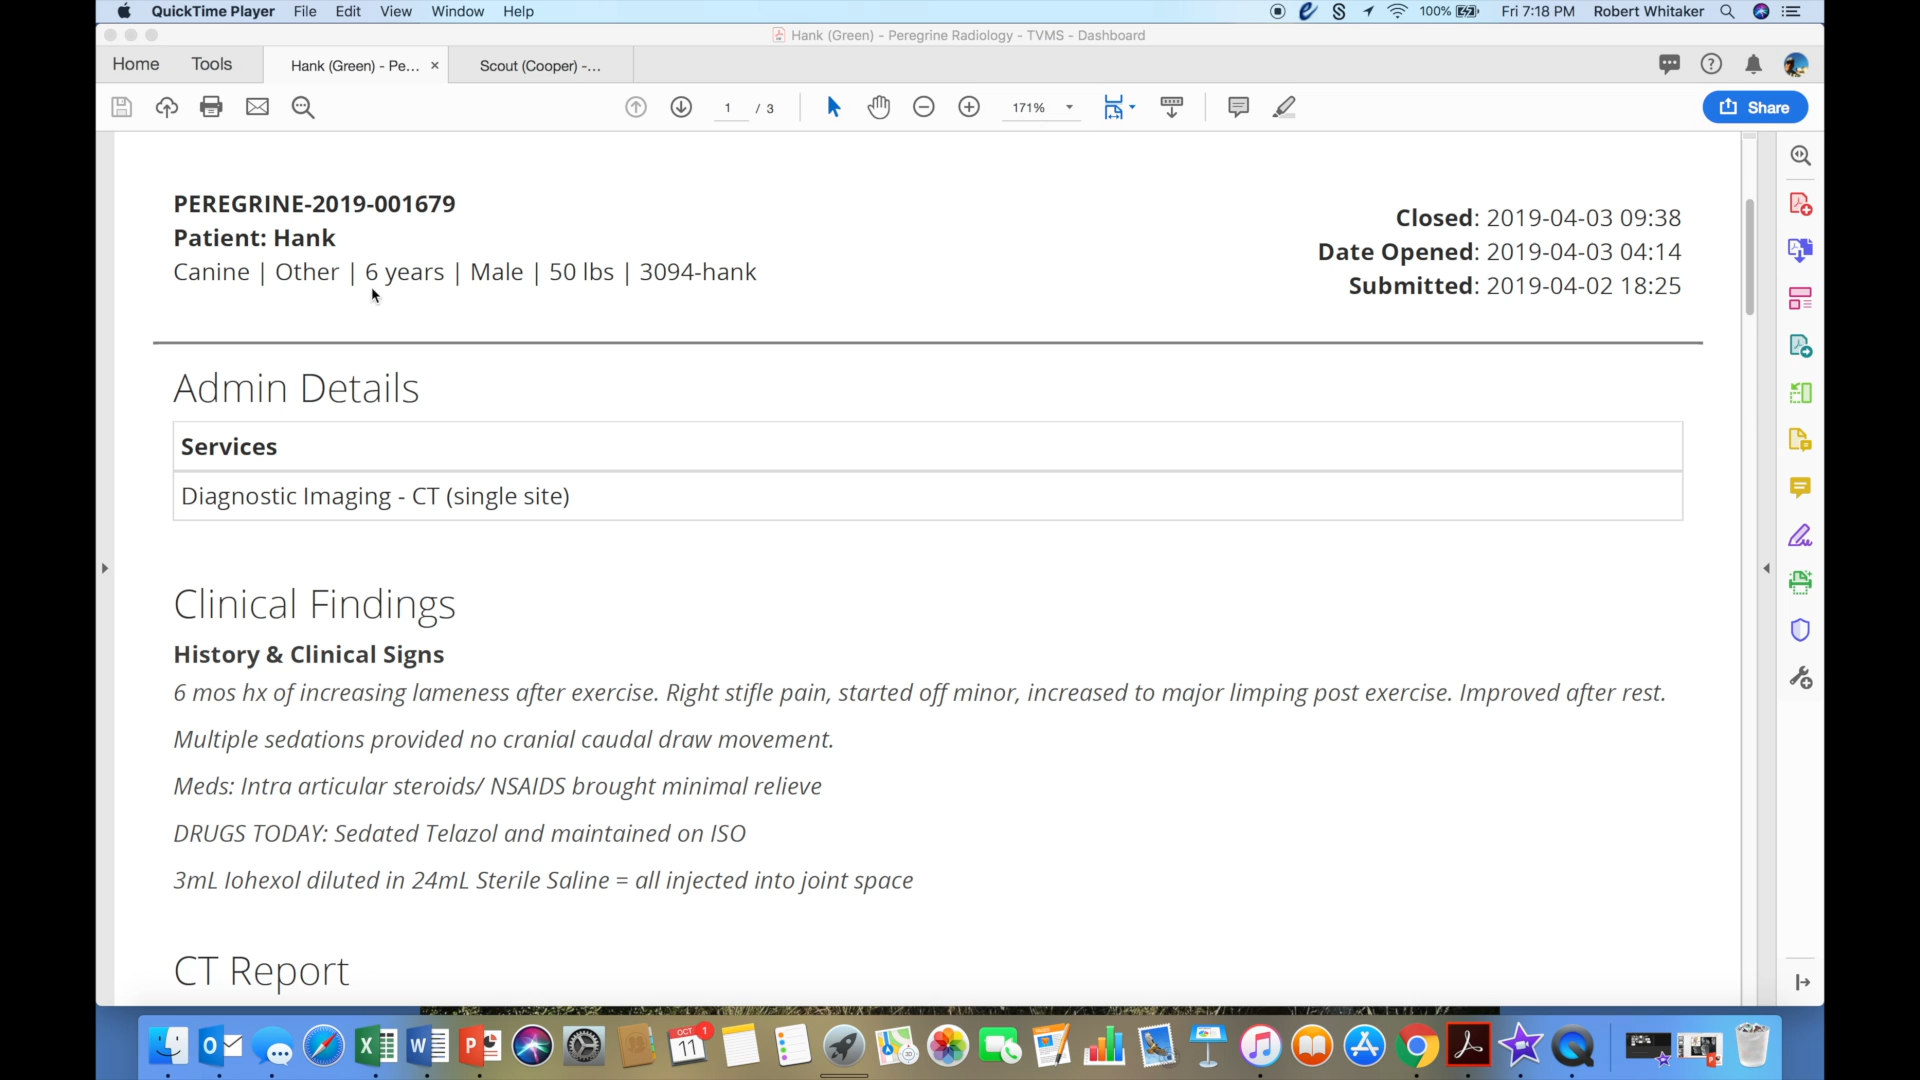 QuickTime Player File Edit View Window Help 100% Fri 7:18 PM Robert Whitaker
Hank (Green) - Peregrine Radiology - TVMS - Dashboard
Home Tools Hank (Green) - Pe... × Scout (Cooper) -...
1 / 3 171% Share
PEREGRINE-2019-001679
Patient: Hank
Canine | Other | 6 years | Male | 50 lbs | 3094-hank
Closed: 2019-04-03 09:38
Date Opened: 2019-04-03 04:14
Submitted: 2019-04-02 18:25
Admin Details
Services
Diagnostic Imaging - CT (single site)
Clinical Findings
History & Clinical Signs
6 mos hx of increasing lameness after exercise. Right stifle pain, started off minor, increased to major limping post exercise. Improved after rest.
Multiple sedations provided no cranial caudal draw movement.
Meds: Intra articular steroids/ NSAIDS brought minimal relieve
DRUGS TODAY: Sedated Telazol and maintained on ISO
3mL Iohexol diluted in 24mL Sterile Saline = all injected into joint space
CT Report
OCT 11 1